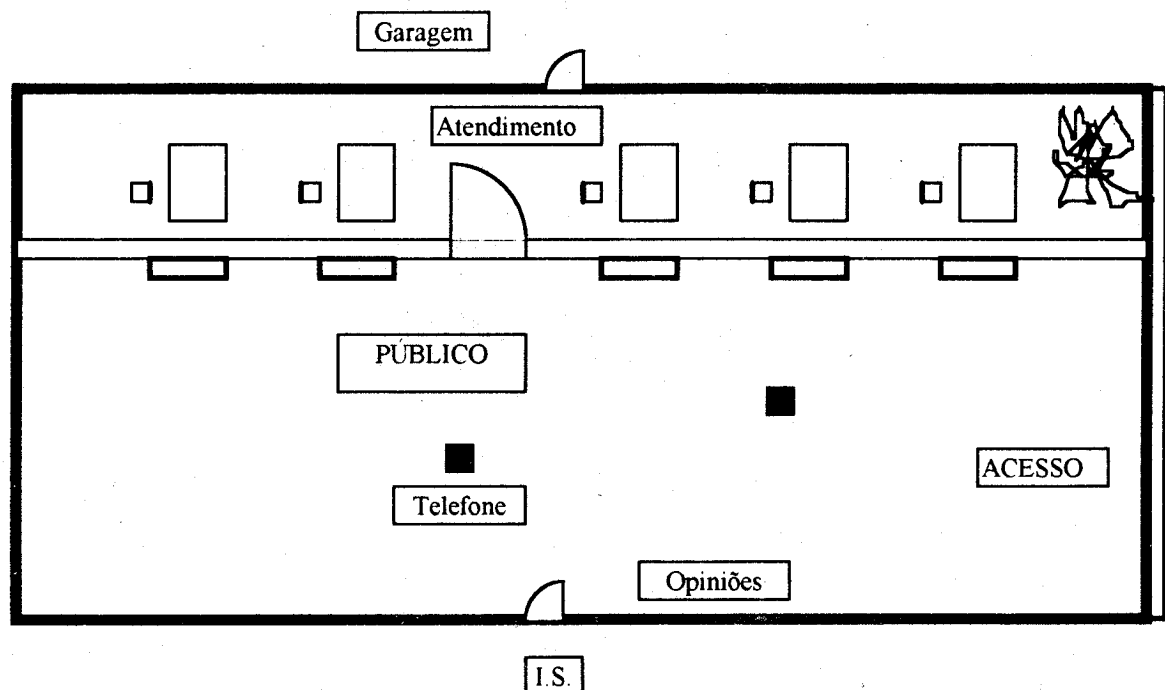 Garagem
Atendimento
PÚBLICO
ACESSO
Telefone
Opiniões
I.S.